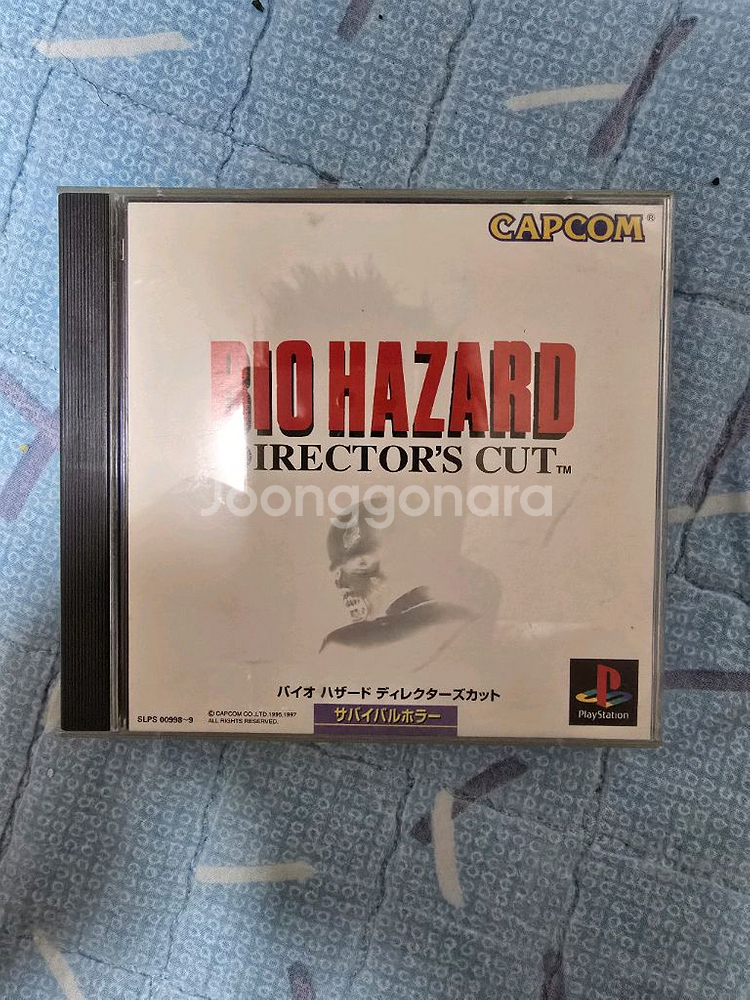 CAPCOM®
BIO HAZARD
DIRECTOR'S CUT™
Joonggonara
バイオ ハザード ディレクターズカット
SLPS 00998~9
© CAPCOM CO.,LTD.1996,1997
ALL RIGHTS RESERVED.
サバイバルホラー
PlayStation